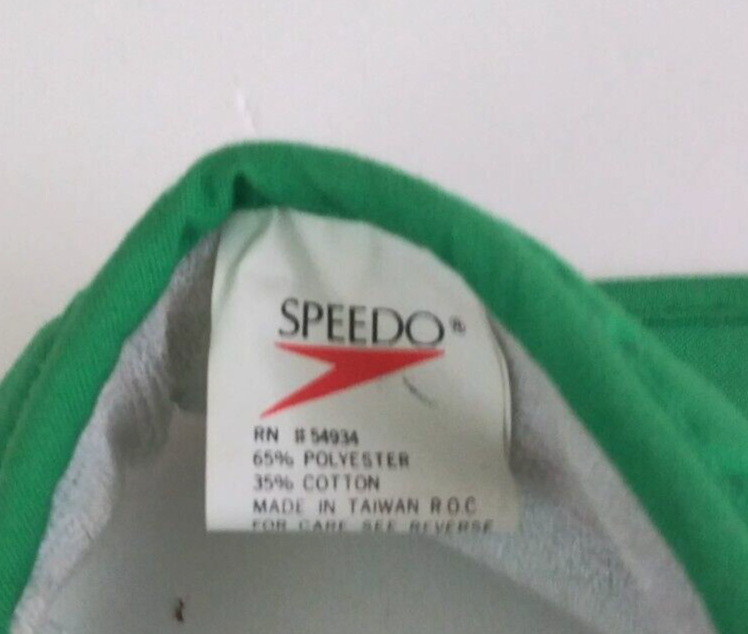 SPEEDO®
RN #54934
65% POLYESTER
35% COTTON
MADE IN TAIWAN R.O.C
FOR CARE SEE REVERSE